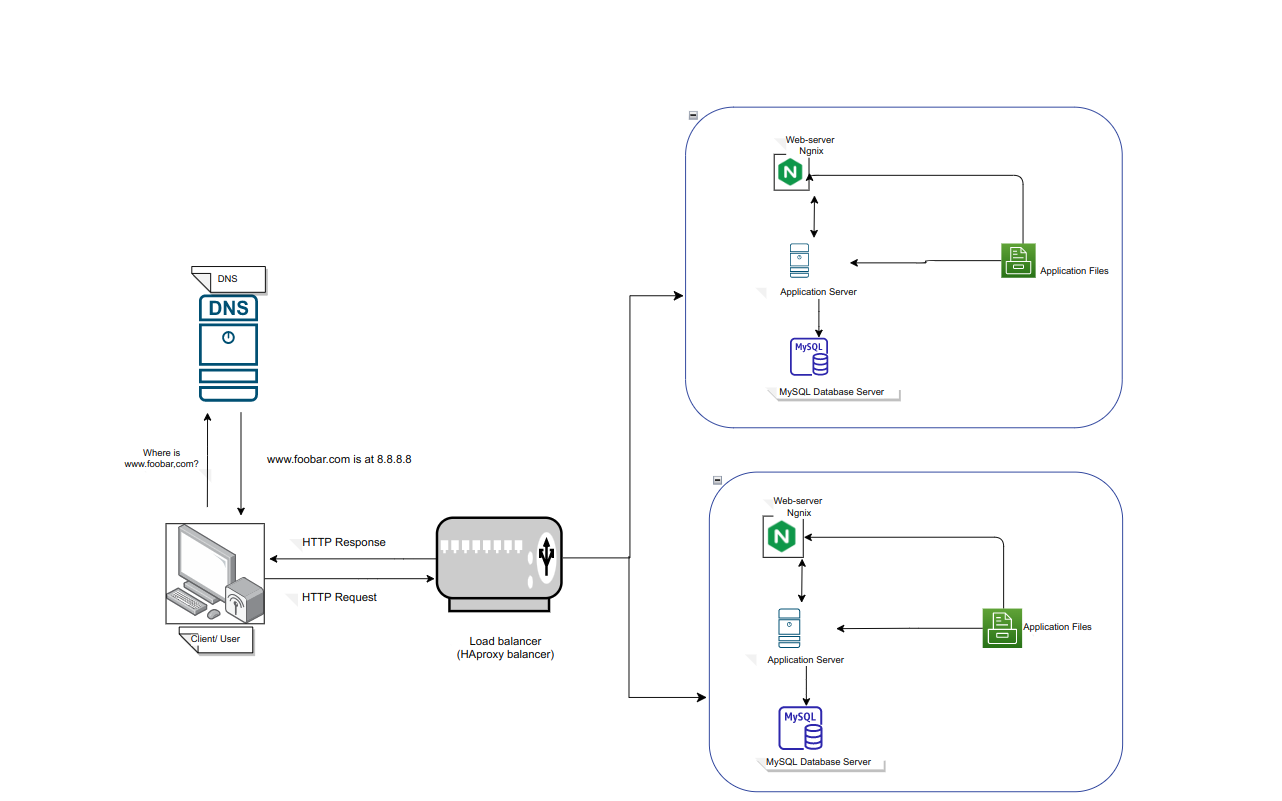 DNS
DNS
Where is
www.foobar.com?
www.foobar.com is at 8.8.8.8
Client/ User
HTTP Response
HTTP Request
Load balancer
(HAproxy balancer)
Web-server
Ngnix
N
Application Files
Application Server
MySQL
MySQL Database Server
Web-server
Ngnix
N
Application Files
Application Server
MySQL
MySQL Database Server